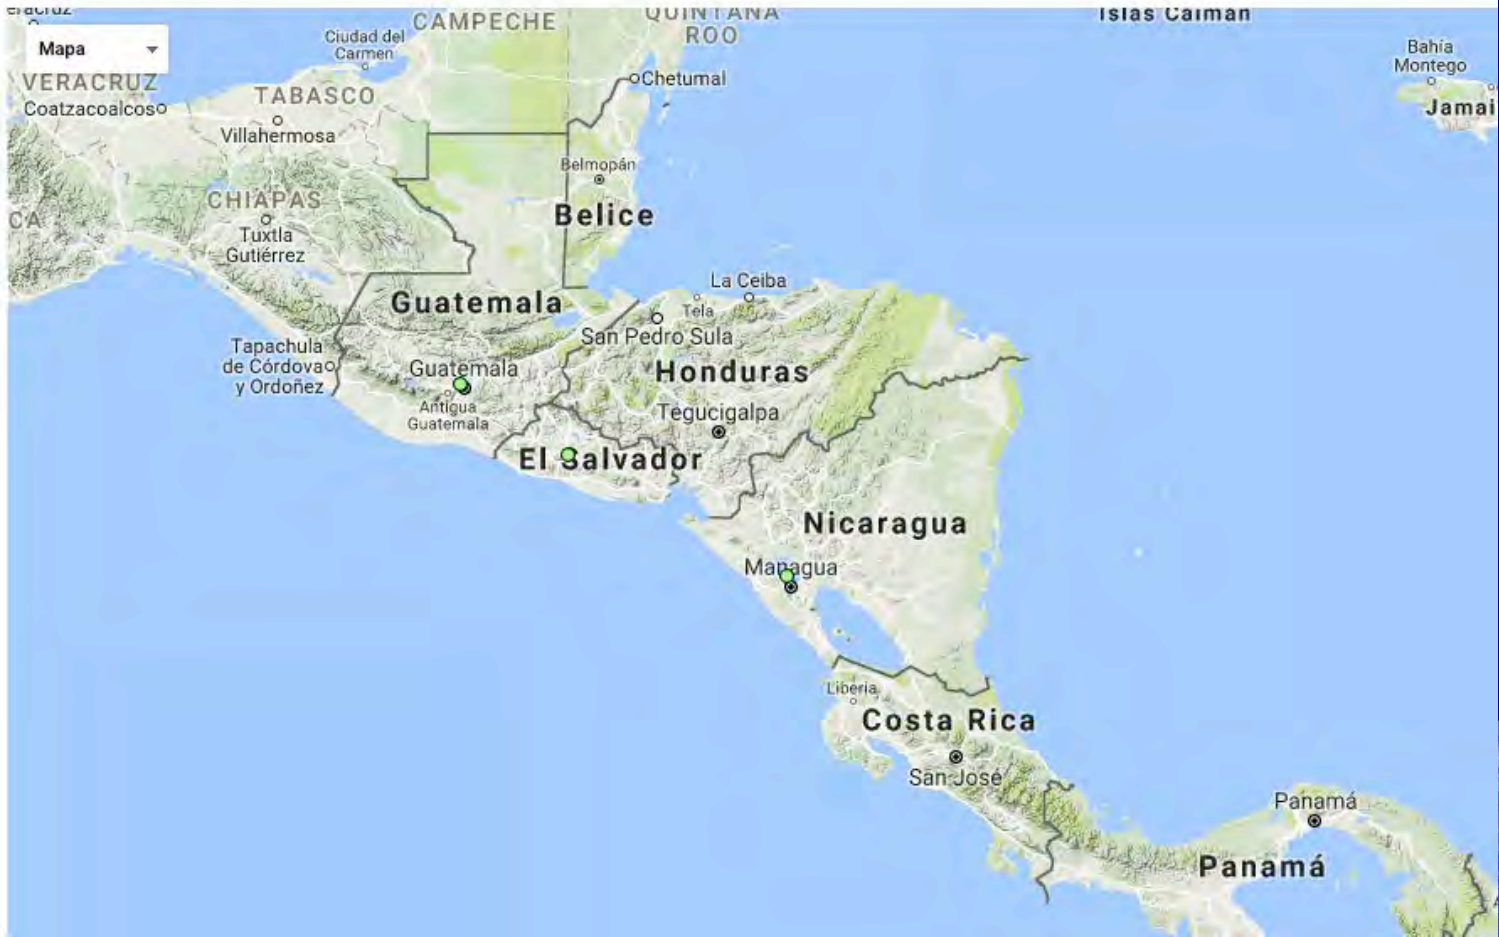 CAMPECHE
QUINTANA
ROO
Islas Caimán
Mapa
Ciudad del
Carmen
Bahía
Montego
Chetumal
VERACRUZ
Coatzacoalcos
TABASCO
Villahermosa
Jamai
Belmopán
Belice
CHIAPAS
CA
Tuxtla
Gutiérrez
La Ceiba
Guatemala
Tela
San Pedro Sula
Tapachula
de Córdova
y Ordoñez
Guatemala
Honduras
Antigua
Guatemala
Tegucigalpa
El Salvador
Nicaragua
Managua
Liberia
Costa Rica
San José
Panamá
Panamá